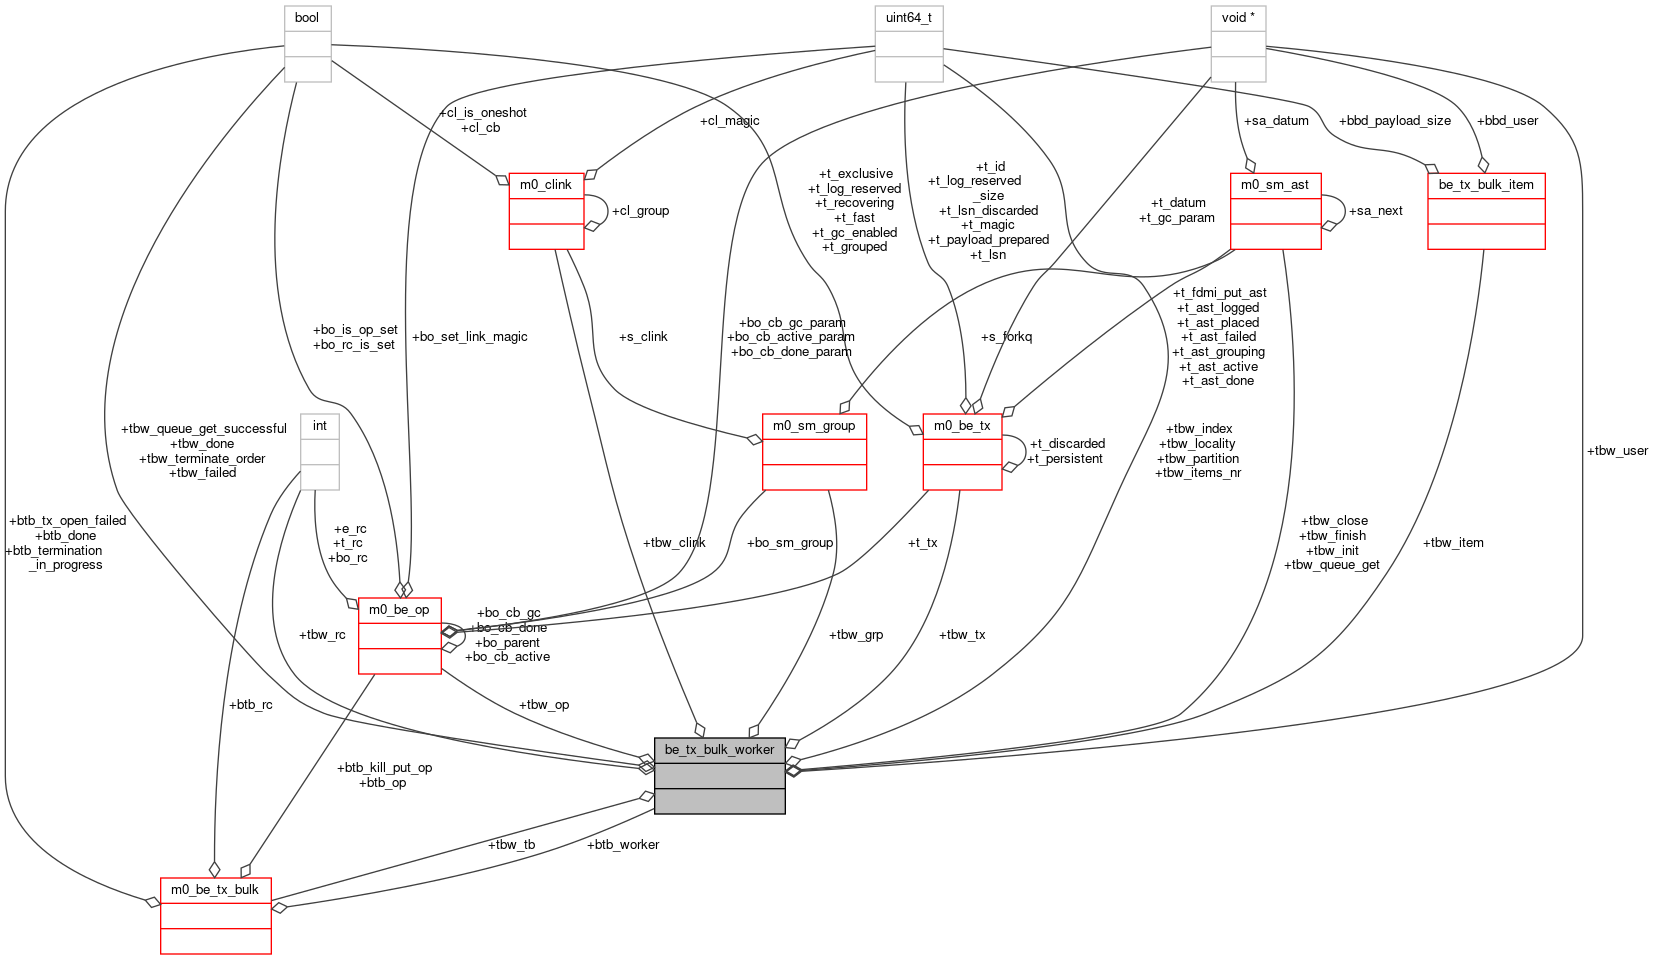 bool
uint64_t
void *
+cl_is_oneshot
+cl_cb
+cl_magic
+sa_datum
+bbd_payload_size
+bbd_user
m0_clink
+cl_group
+t_exclusive
+t_log_reserved
+t_recovering
+t_fast
+t_gc_enabled
+t_grouped
+t_id
+t_log_reserved
_size
+t_lsn_discarded
+t_magic
+t_payload_prepared
+t_lsn
+t_datum
+t_gc_param
m0_sm_ast
+sa_next
be_tx_bulk_item
+bo_is_op_set
+bo_rc_is_set
+bo_set_link_magic
+s_clink
+bo_cb_gc_param
+bo_cb_active_param
+bo_cb_done_param
+s_forkq
+t_fdmi_put_ast
+t_ast_logged
+t_ast_placed
+t_ast_failed
+t_ast_grouping
+t_ast_active
+t_ast_done
+tbw_queue_get_successful
+tbw_done
+tbw_terminate_order
+tbw_failed
int
m0_sm_group
m0_be_tx
+t_discarded
+t_persistent
+tbw_index
+tbw_locality
+tbw_partition
+tbw_items_nr
+tbw_user
+btb_tx_open_failed
+btb_done
+btb_termination
_in_progress
+e_rc
+t_rc
+bo_rc
+tbw_clink
+bo_sm_group
+t_tx
+tbw_close
+tbw_finish
+tbw_init
+tbw_queue_get
+tbw_item
m0_be_op
+bo_cb_gc
+bo_cb_done
+bo_parent
+bo_cb_active
+tbw_rc
+tbw_grp
+tbw_tx
+btb_rc
+tbw_op
be_tx_bulk_worker
+btb_kill_put_op
+btb_op
+tbw_tb
+btb_worker
m0_be_tx_bulk